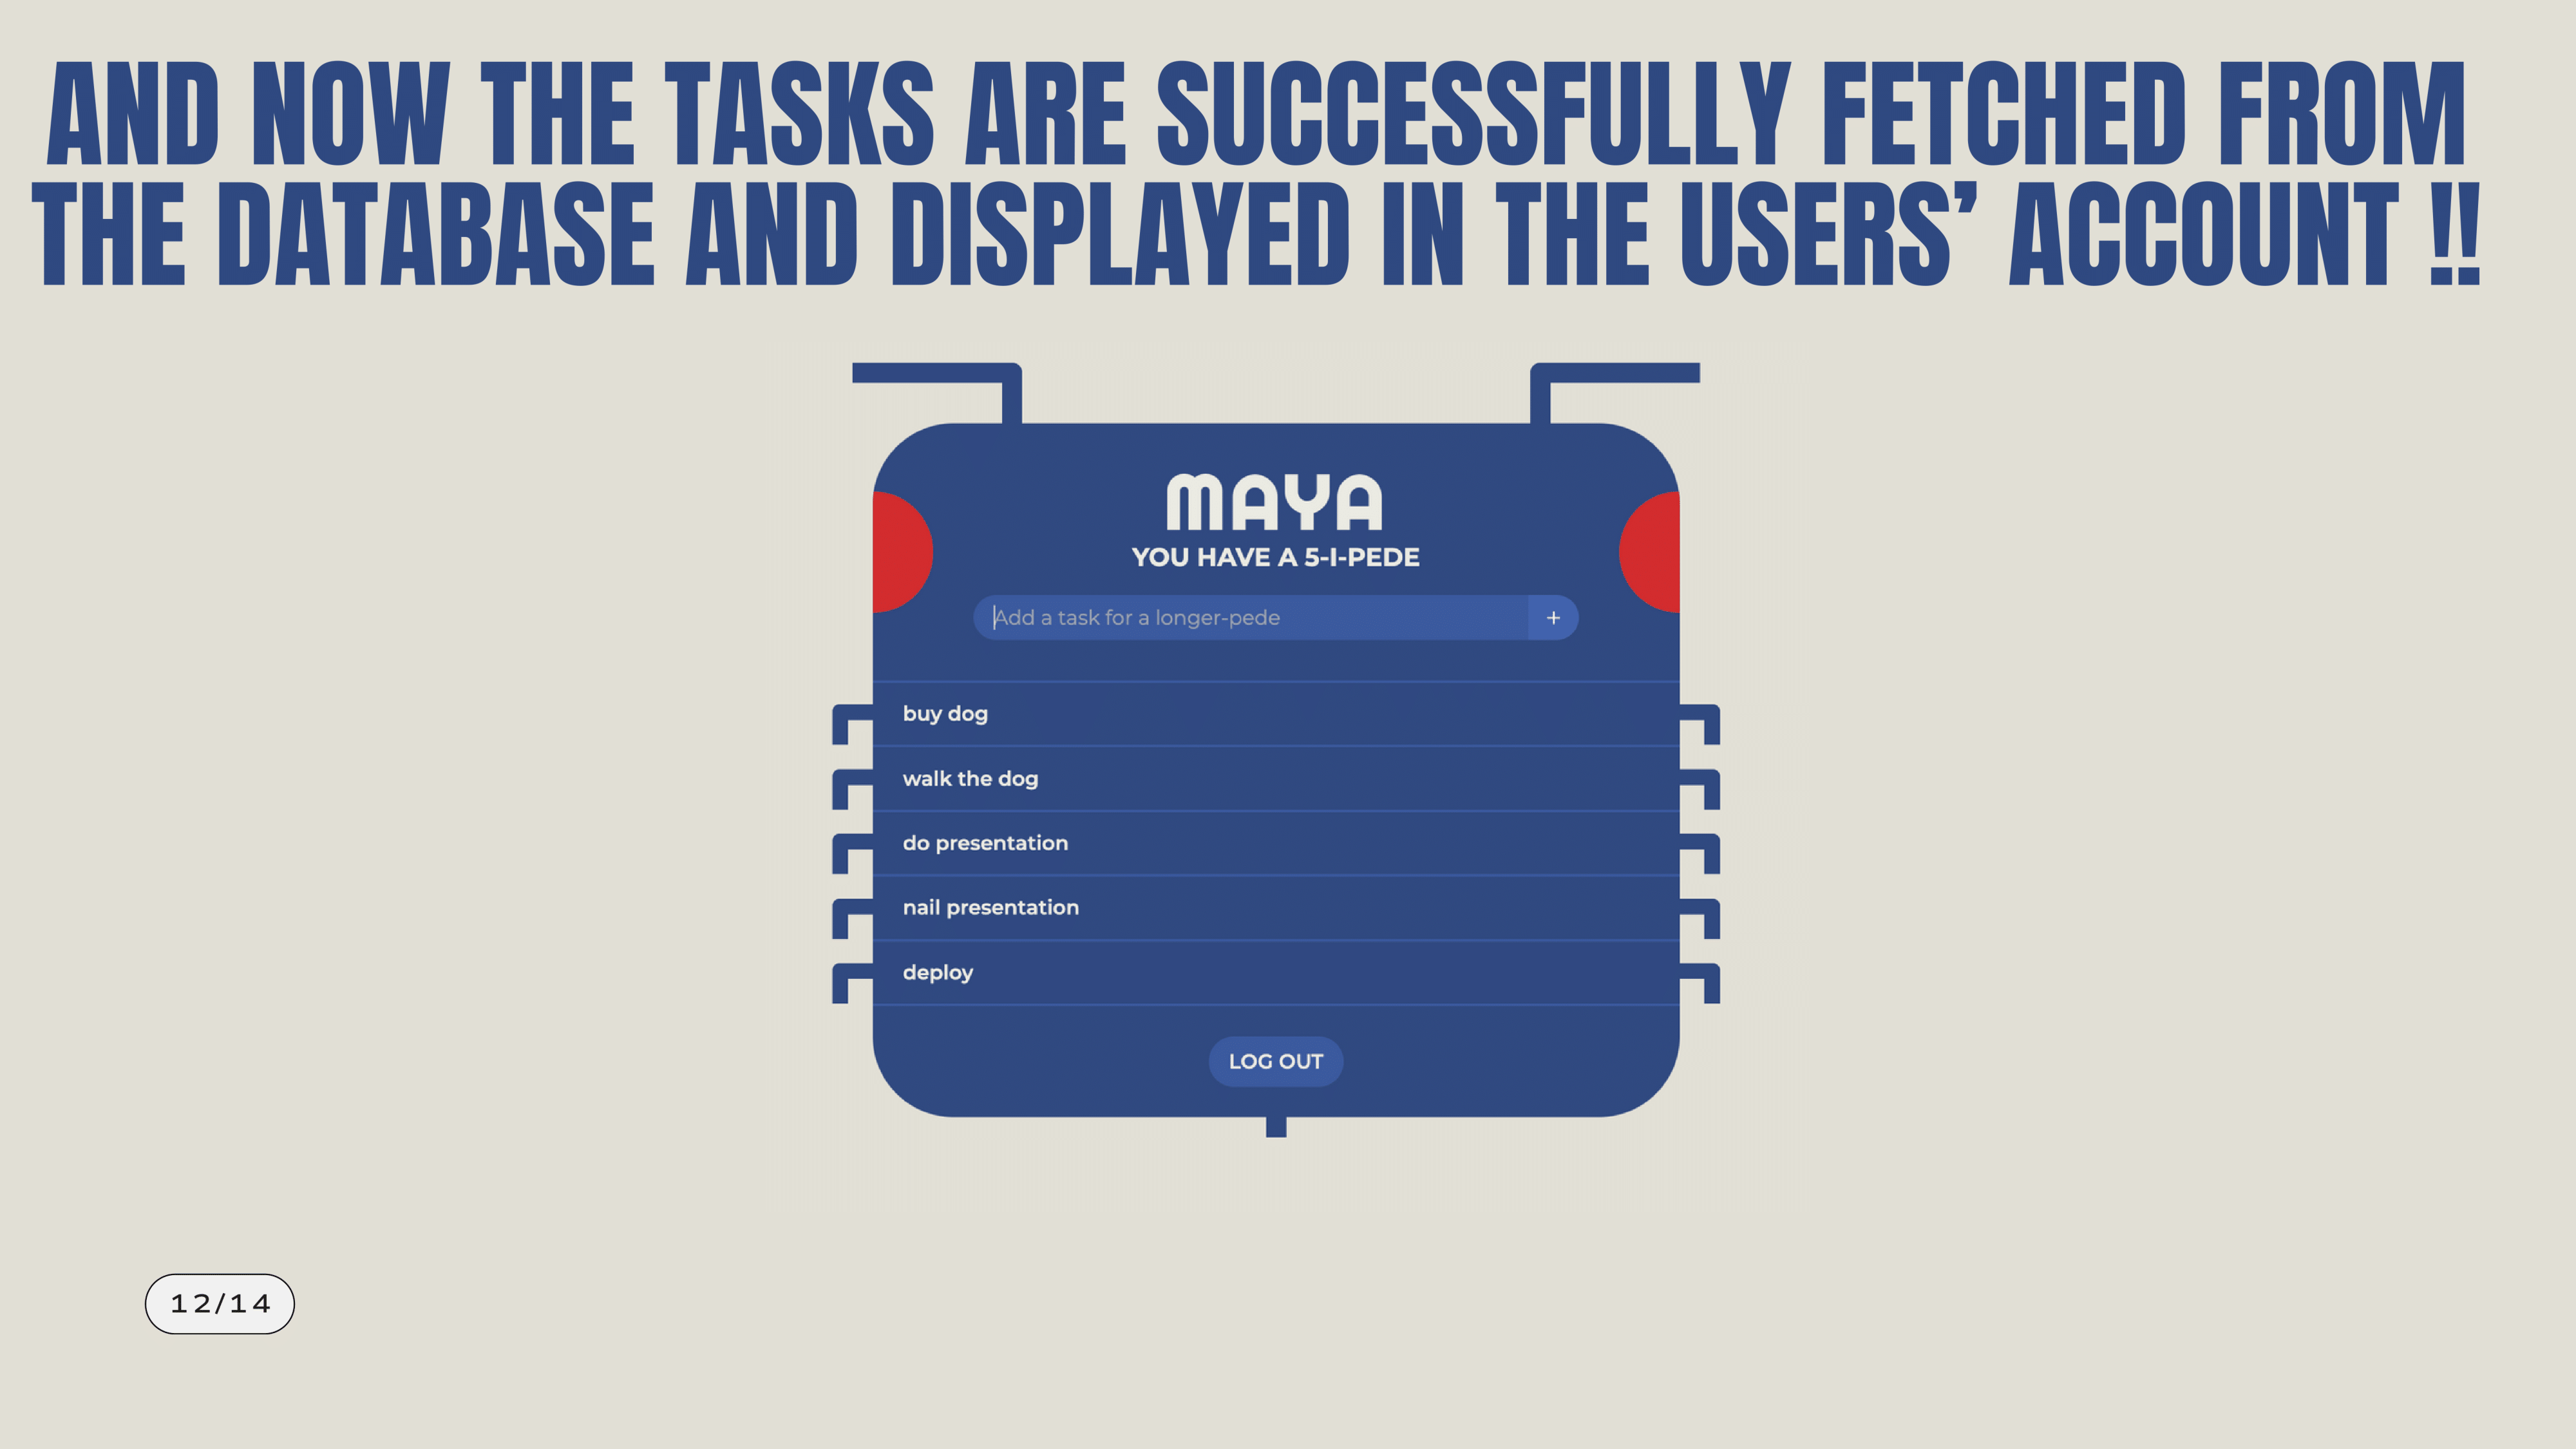 AND NOW THE TASKS ARE SUCCESSFULLY FETCHED FROM
THE DATABASE AND DISPLAYED IN THE USERS’ ACCOUNT !!
MAYA
YOU HAVE A 5-I-PEDE
Add a task for a longer-pede
+
buy dog
walk the dog
do presentation
nail presentation
deploy
LOG OUT
12/14